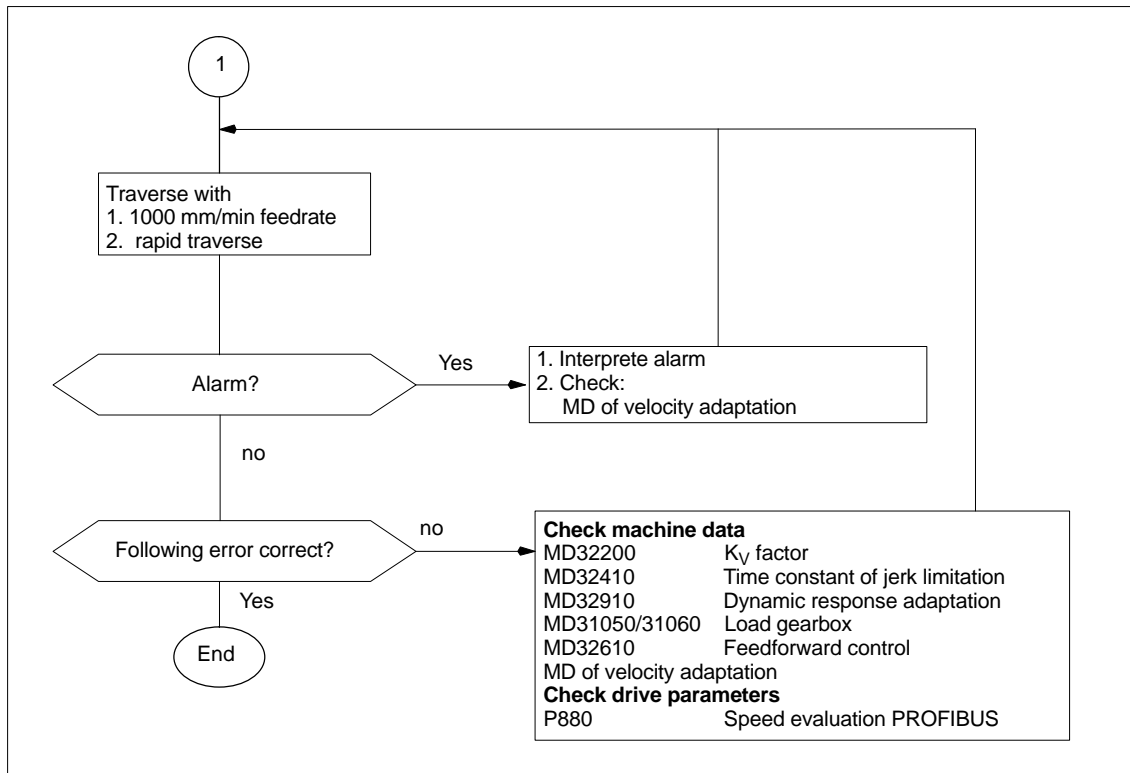 1
Traverse with
1. 1000 mm/min feedrate
2. rapid traverse
Alarm?
Yes
1. Interprete alarm
2. Check:
MD of velocity adaptation
no
Following error correct?
no
Check machine data
MD32200 KV factor
MD32410 Time constant of jerk limitation
MD32910 Dynamic response adaptation
MD31050/31060 Load gearbox
MD32610 Feedforward control
MD of velocity adaptation
Check drive parameters
P880 Speed evaluation PROFIBUS
Yes
End